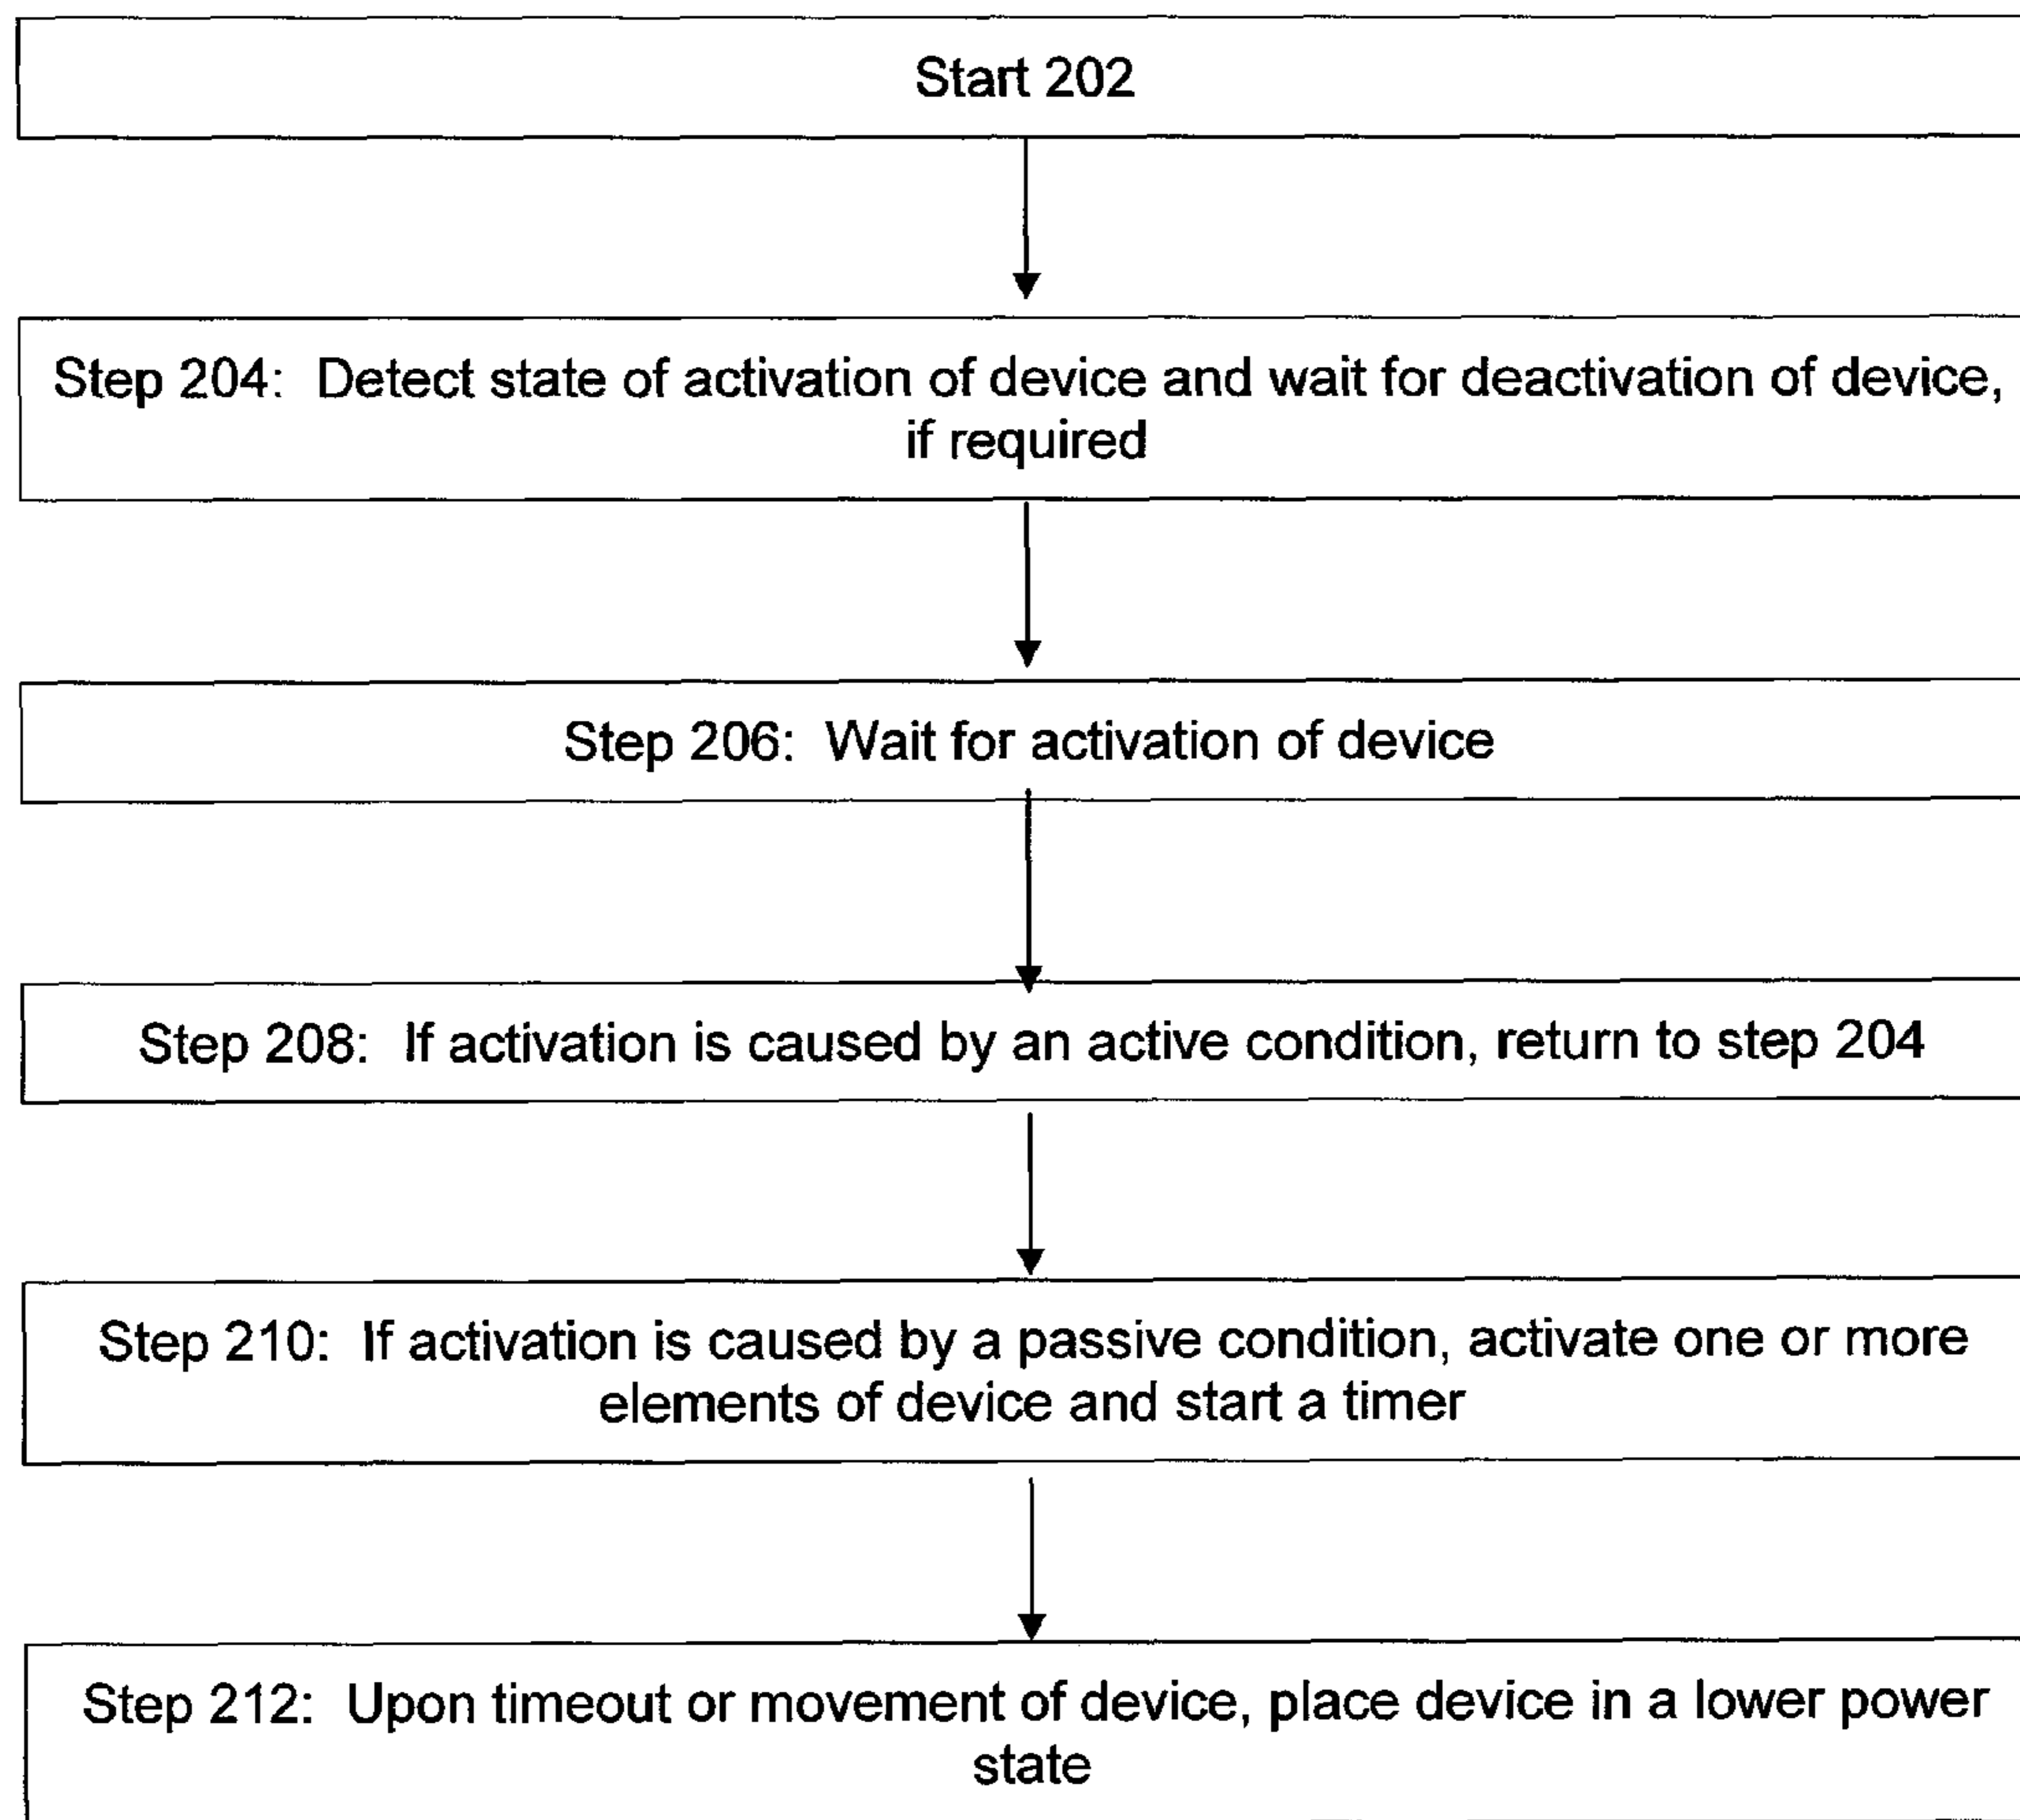 Start 202
Step 204: Detect state of activation of device and wait for deactivation of device,
if required
Step 206: Wait for activation of device
Step 208: If activation is caused by an active condition, return to step 204
Step 210: If activation is caused by a passive condition, activate one or more
elements of device and start a timer
Step 212: Upon timeout or movement of device, place device in a lower power
state